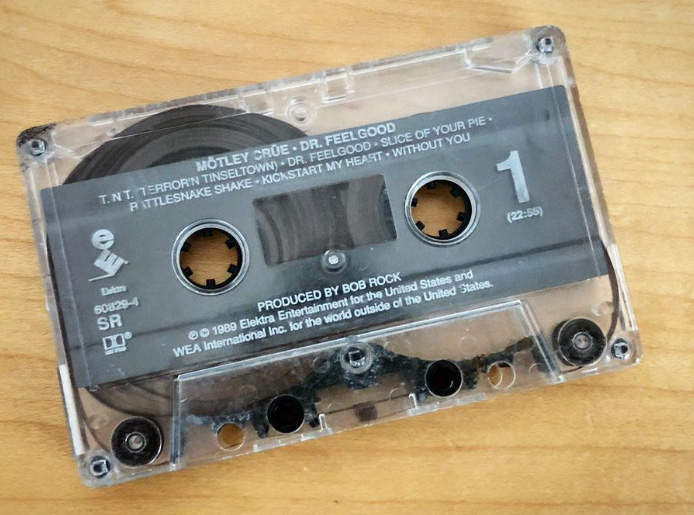 MÖTLEY CRÜE • DR. FEELGOOD
T.N.T. (TERROR'N TINSELTOWN) • DR. FEELGOOD • SLICE OF YOUR PIE •
RATTLESNAKE SHAKE • KICKSTART MY HEART • WITHOUT YOU
1
(22:55)
e
Elektra
60829-4
SR
PRODUCED BY BOB ROCK
℗ © 1989 Elektra Entertainment for the United States and
WEA International Inc. for the world outside of the United States.